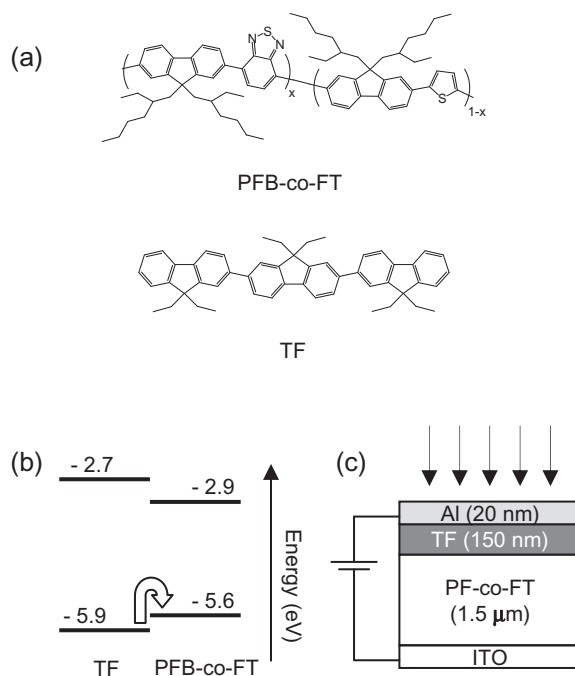 (a)
N
S
N
x
S
1-x
PFB-co-FT
TF
(b)
- 2.7
- 2.9
- 5.9
- 5.6
TF
PFB-co-FT
Energy (eV)
(c)
Al (20 nm)
TF (150 nm)
PF-co-FT
(1.5 μm)
ITO